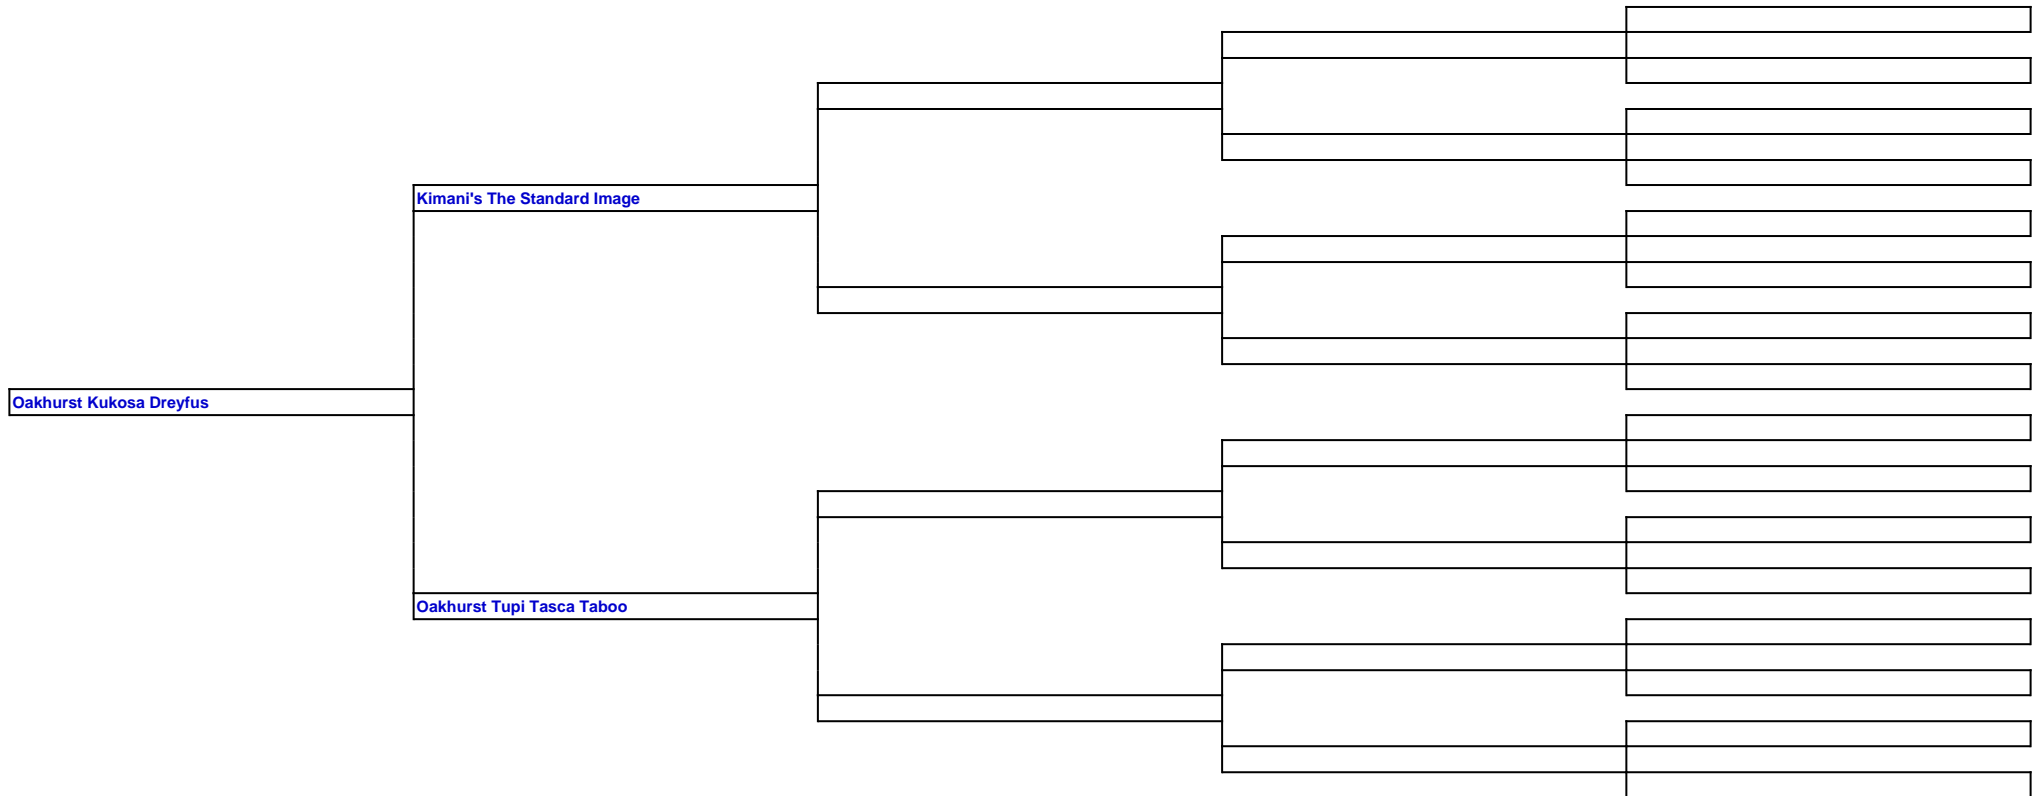 Kimani's The Standard Image
Oakhurst Kukosa Dreyfus
Oakhurst Tupi Tasca Taboo